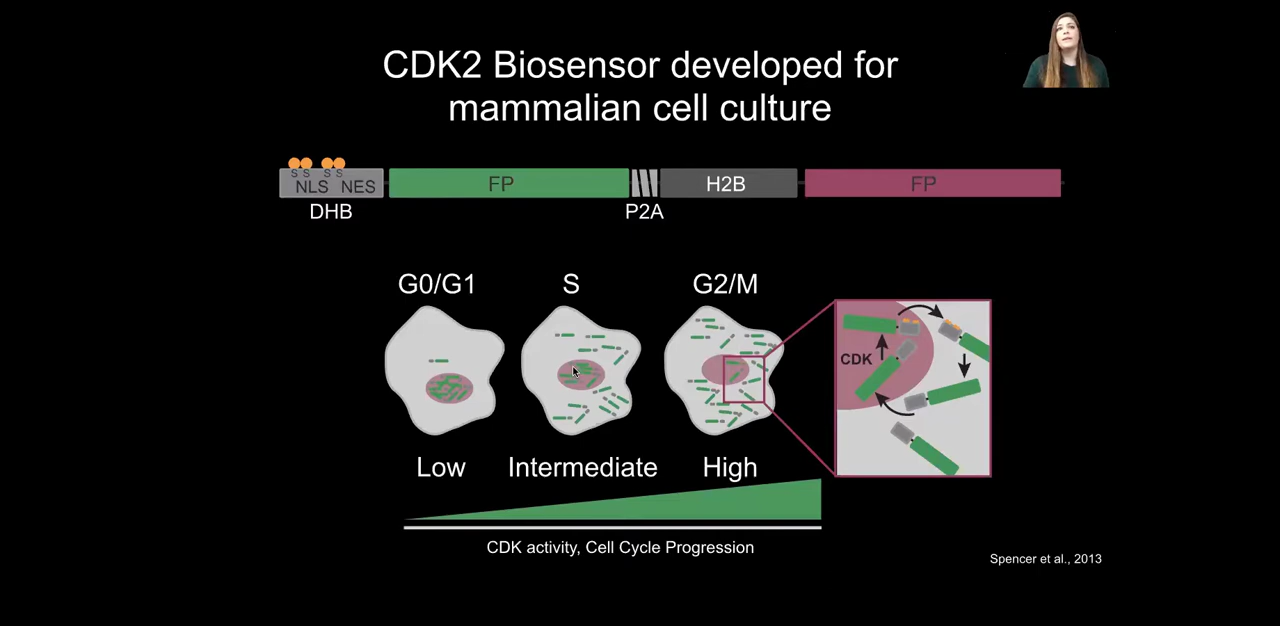 CDK2 Biosensor developed for
mammalian cell culture
S S S S
NLS NES
FP
H2B
FP
DHB
P2A
G0/G1
S
G2/M
CDK
Low
Intermediate
High
CDK activity, Cell Cycle Progression
Spencer et al., 2013